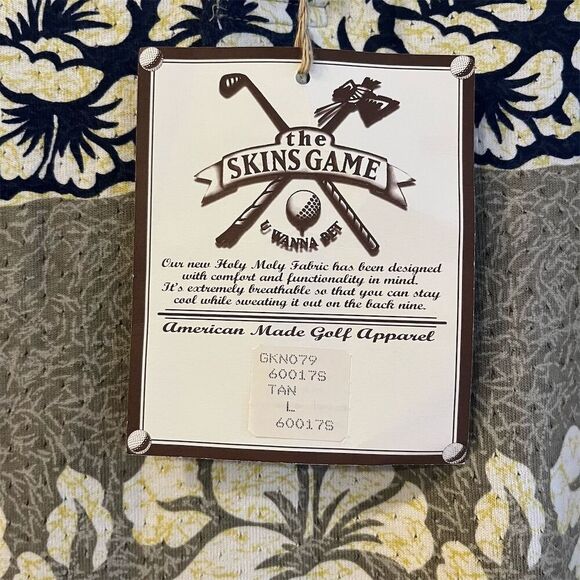 the
SKINS GAME
U WANNA BET
Our new Holy Moly Fabric has been designed
with comfort and functionality in mind.
It's extremely breathable so that you can stay
cool while sweating it out on the back nine.
American Made Golf Apparel
GKN079
60017S
TAN
L
60017S